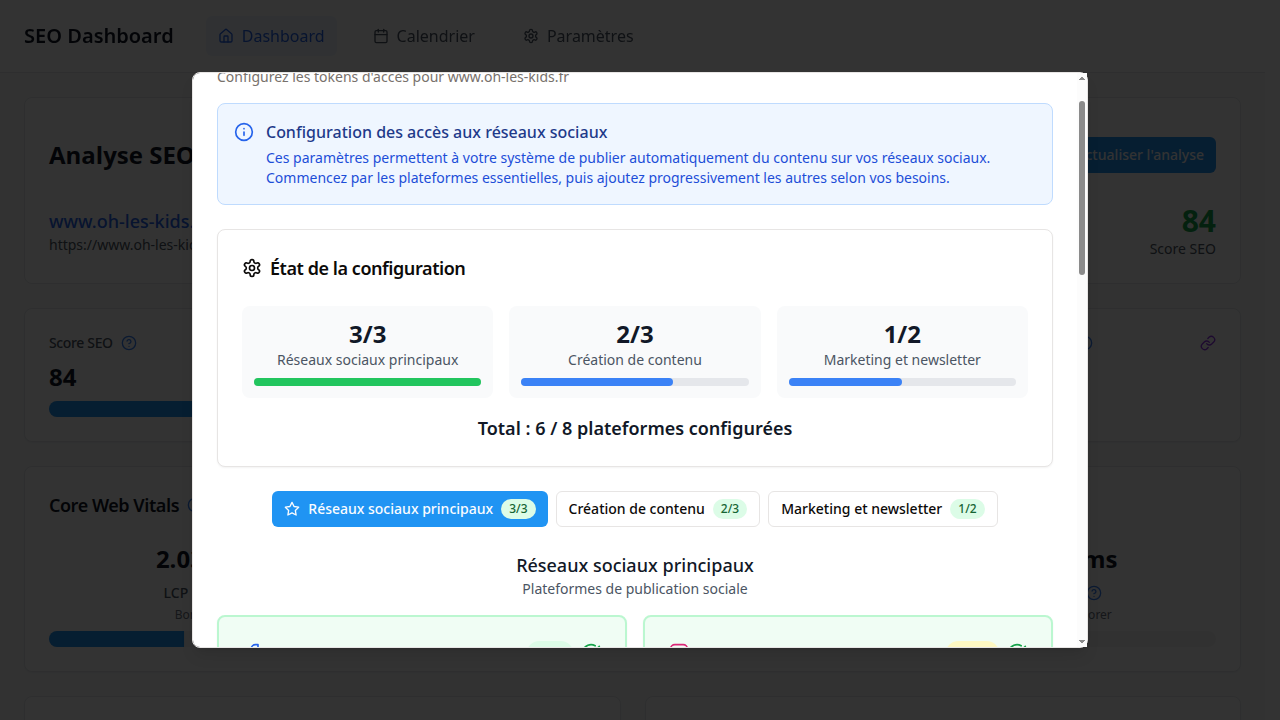 SEO Dashboard
Dashboard
Calendrier
Paramètres
Configurez les tokens d'accès pour www.oh-les-kids.fr
Configuration des accès aux réseaux sociaux
Ces paramètres permettent à votre système de publier automatiquement du contenu sur vos réseaux sociaux.
Commencez par les plateformes essentielles, puis ajoutez progressivement les autres selon vos besoins.
Analyse SEO
ctualiser l'analyse
www.oh-les-kids.
https://www.oh-les-kid
84
Score SEO
État de la configuration
3/3
Réseaux sociaux principaux
2/3
Création de contenu
1/2
Marketing et newsletter
Total : 6 / 8 plateformes configurées
Score SEO
84
Réseaux sociaux principaux 3/3
Création de contenu 2/3
Marketing et newsletter 1/2
Core Web Vitals
2.0
LCP
Bo
ms
orer
Réseaux sociaux principaux
Plateformes de publication sociale